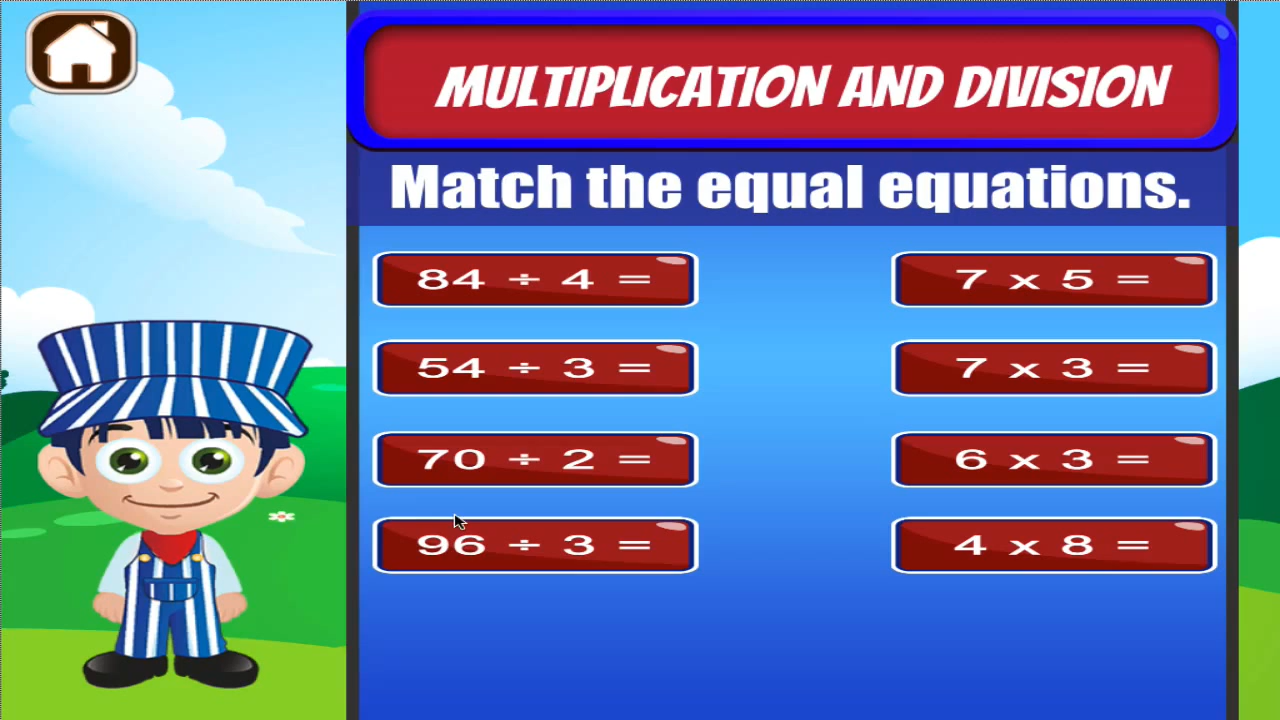 MULTIPLICATION AND DIVISION
Match the equal equations.
84 ÷ 4 =
7 x 5 =
54 ÷ 3 =
7 x 3 =
70 ÷ 2 =
6 x 3 =
96 ÷ 3 =
4 x 8 =